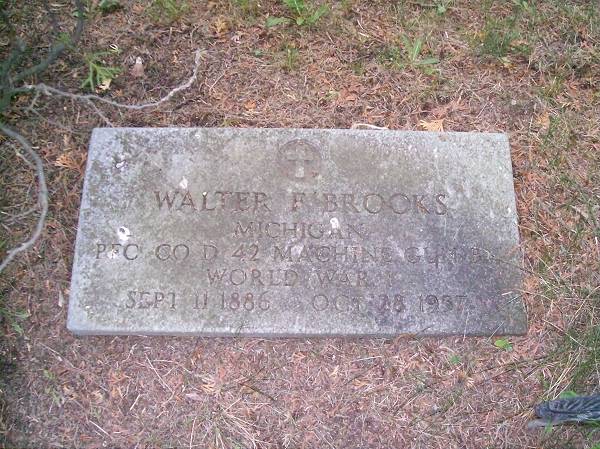 WALTER F BROOKS
MICHIGAN
PFC CO D 42 MACHINE GUN BN
WORLD WAR I
SEPT 11 1886 OCT 28 1957